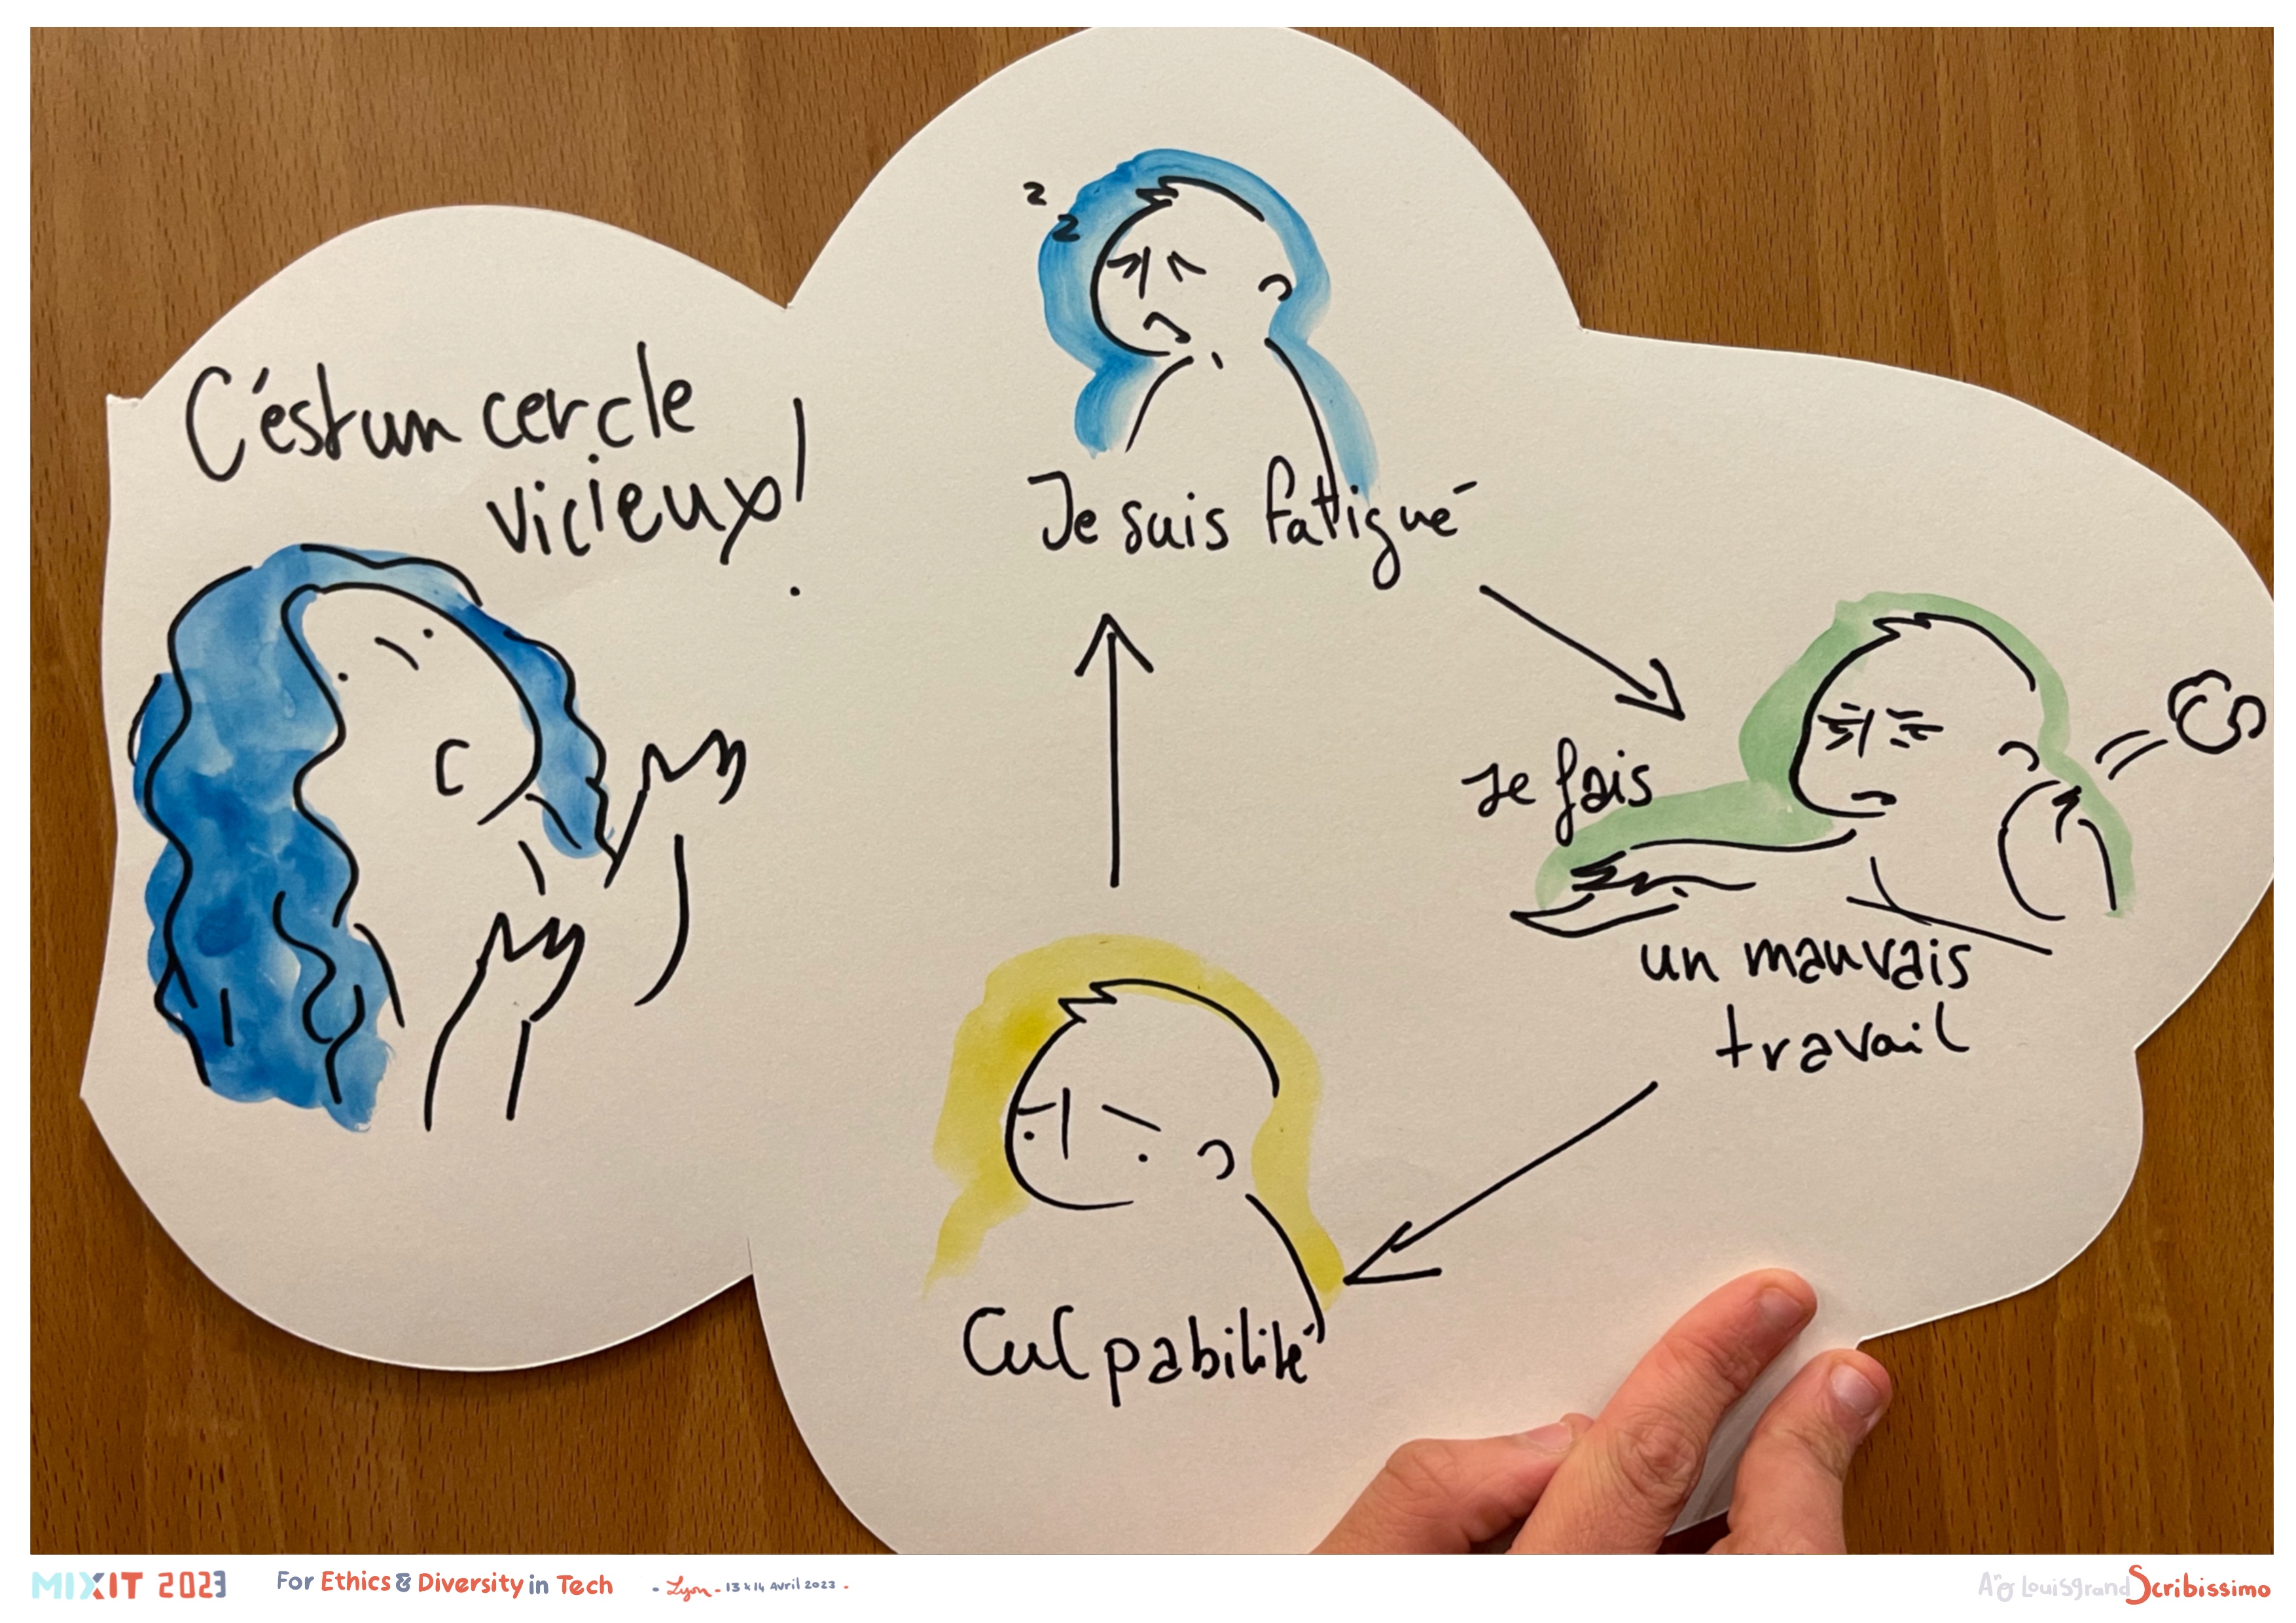 C'est un cercle
vicieux!
z
z
Je suis fatigué
Je fais
un mauvais
travail
Culpabilité
MIXIT 2023 For Ethics & Diversity in Tech - Lyon - 13 & 14 Avril 2023 -
Louisgrand Scribissimo